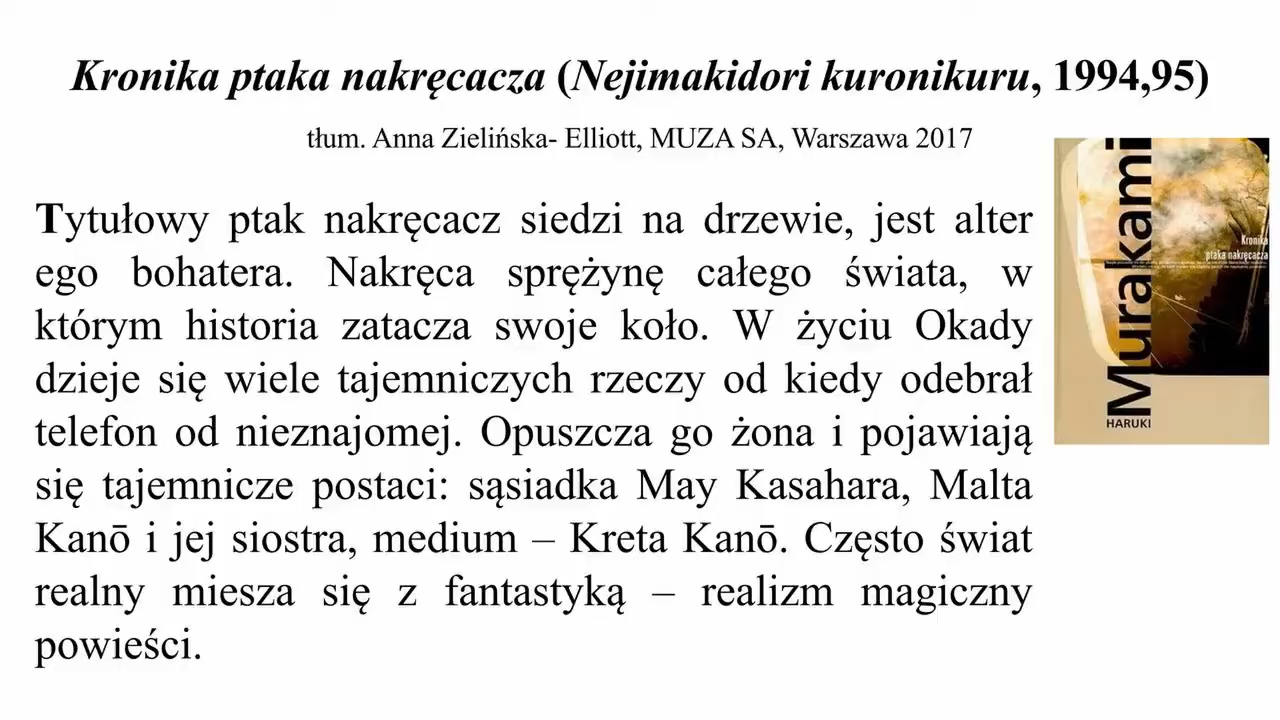 Kronika ptaka nakręcacza (Nejimakidori kuronikuru, 1994,95)
tłum. Anna Zielińska- Elliott, MUZA SA, Warszawa 2017
Tytułowy ptak nakręcacz siedzi na drzewie, jest alter
ego bohatera. Nakręca sprężynę całego świata, w
którym historia zatacza swoje koło. W życiu Okady
dzieje się wiele tajemniczych rzeczy od kiedy odebrał
telefon od nieznajomej. Opuszcza go żona i pojawiają
się tajemnicze postaci: sąsiadka May Kasahara, Malta
Kanō i jej siostra, medium – Kreta Kanō. Często świat
realny miesza się z fantastyką – realizm magiczny
powieści.
Murakami
HARUKI
Kronika
ptaka nakręcacza